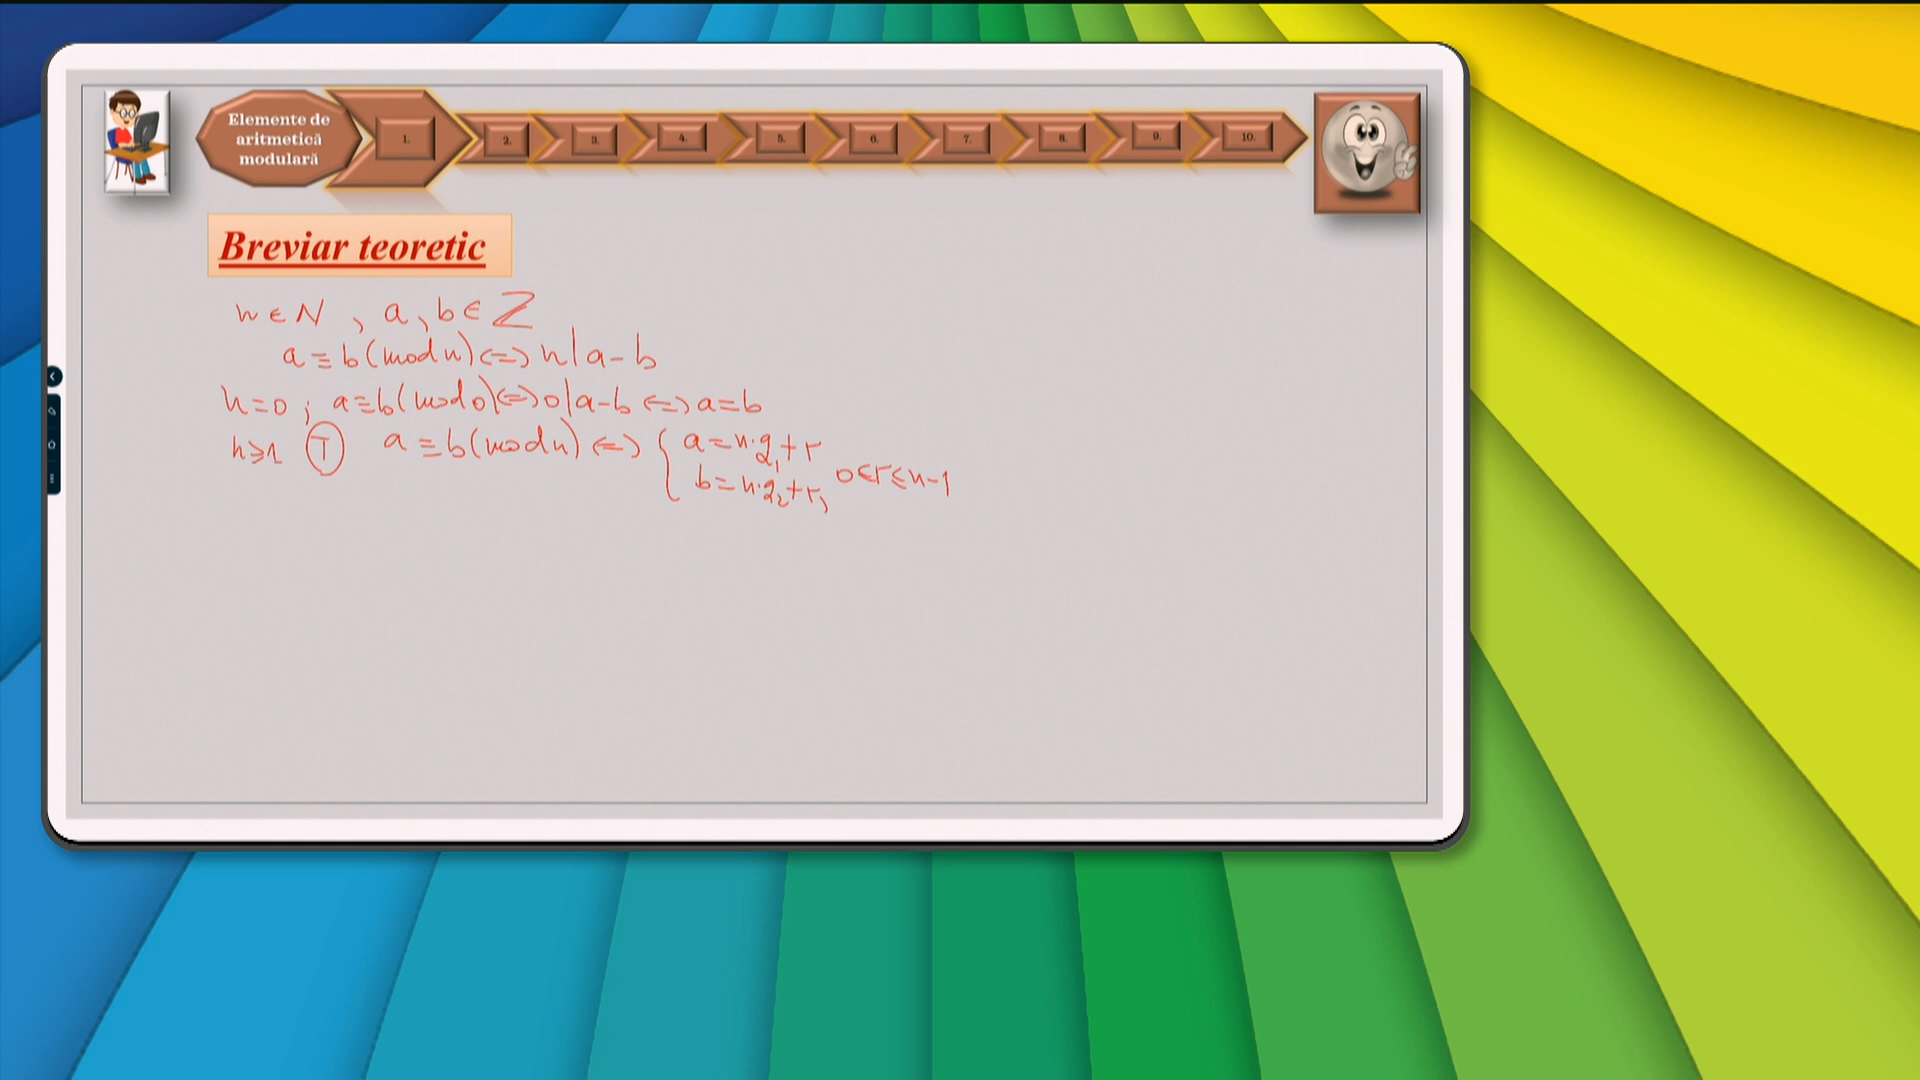 Elemente de
aritmetică
modulară
1.
2.
3.
4.
5.
6.
7.
8.
9.
10.
Breviar teoretic
n ∈ N , a, b ∈ Z
a ≡ b (mod n) <=> n | a - b
n = 0 ; a ≡ b (mod 0) <=> 0 | a - b <=> a = b
n ≥ 1 (T) a ≡ b (mod n) <=> { a = n·q₁ + r
b = n·q₂ + r, 0 ≤ r ≤ n - 1